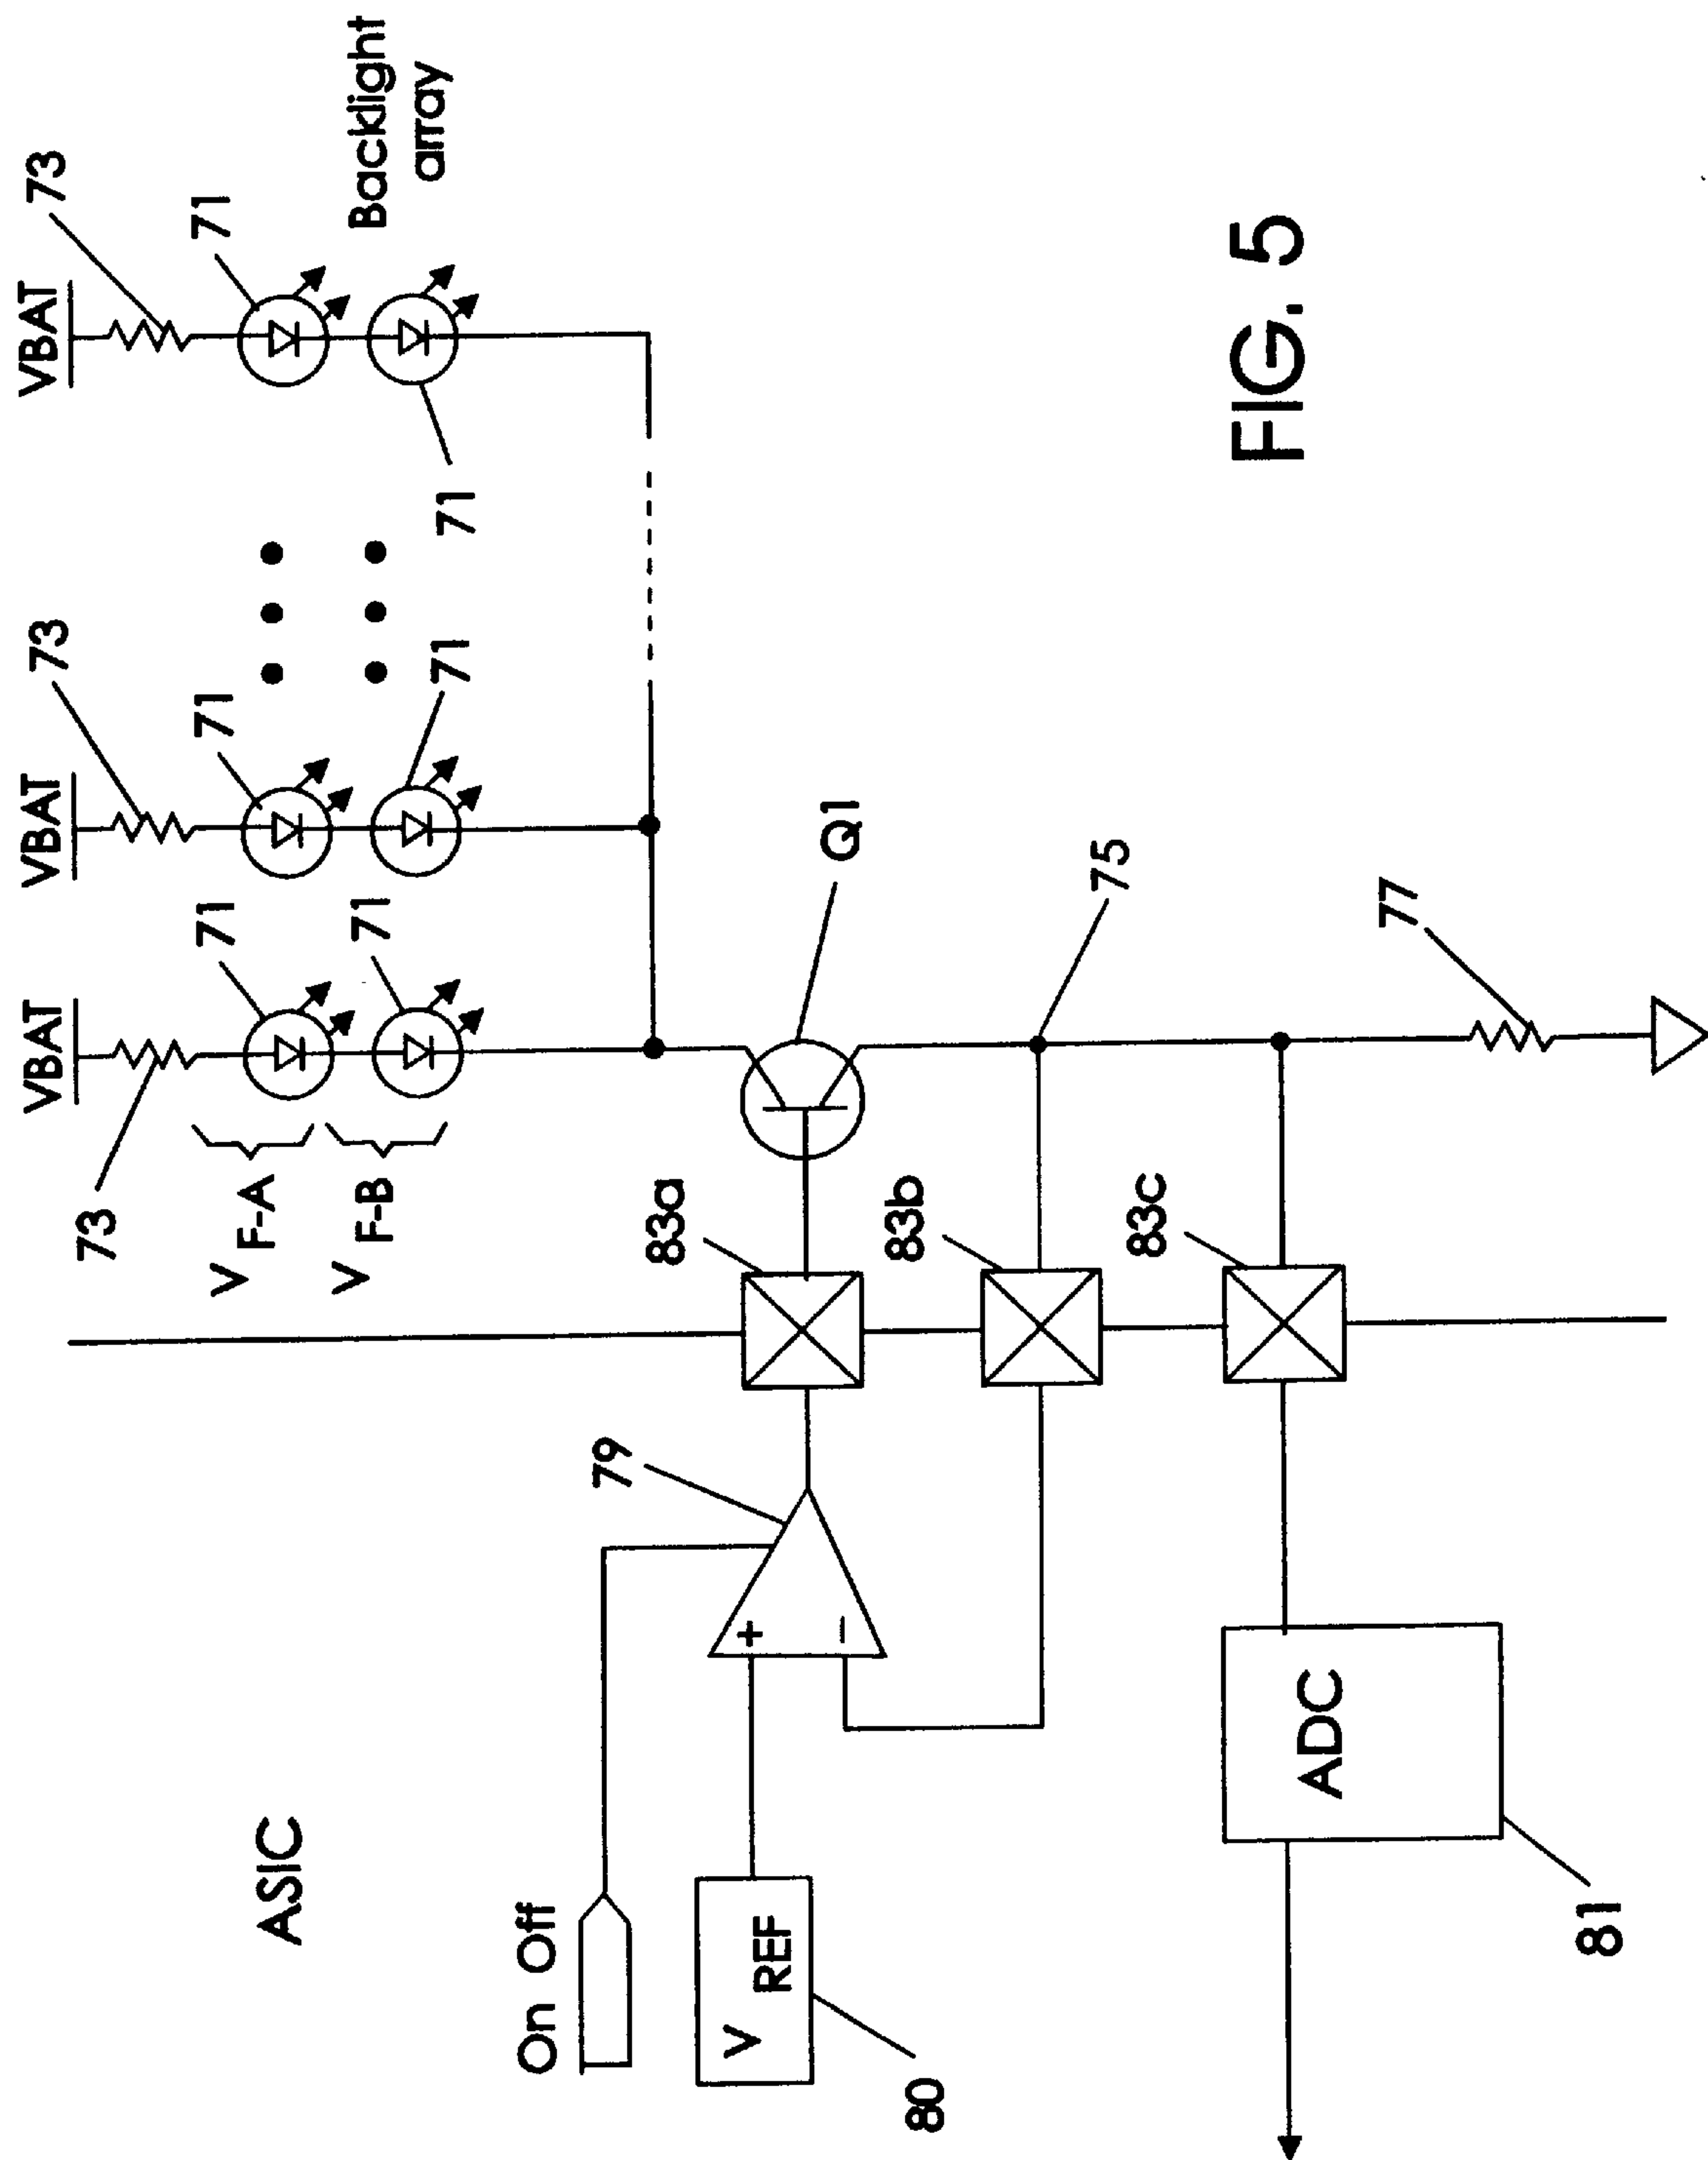 VBAT
VBAT
VBAT
73
73
73
71
71
71
71
71
71
V F-A
V F-B
Backlight
array
Q1
75
77
83a
83b
83c
79
ASIC
On Off
V REF
80
ADC
81
FIG. 5